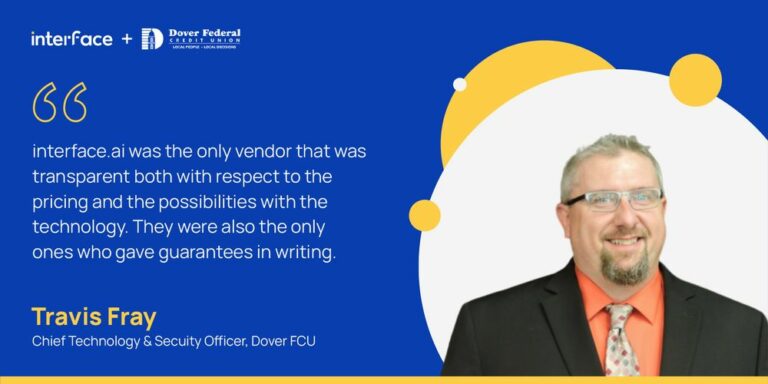 interface + Dover Federal
CREDIT UNION
LOCAL PEOPLE - LOCAL DECISIONS
interface.ai was the only vendor that was
transparent both with respect to the
pricing and the possibilities with the
technology. They were also the only
ones who gave guarantees in writing.
Travis Fray
Chief Technology & Secuity Officer, Dover FCU